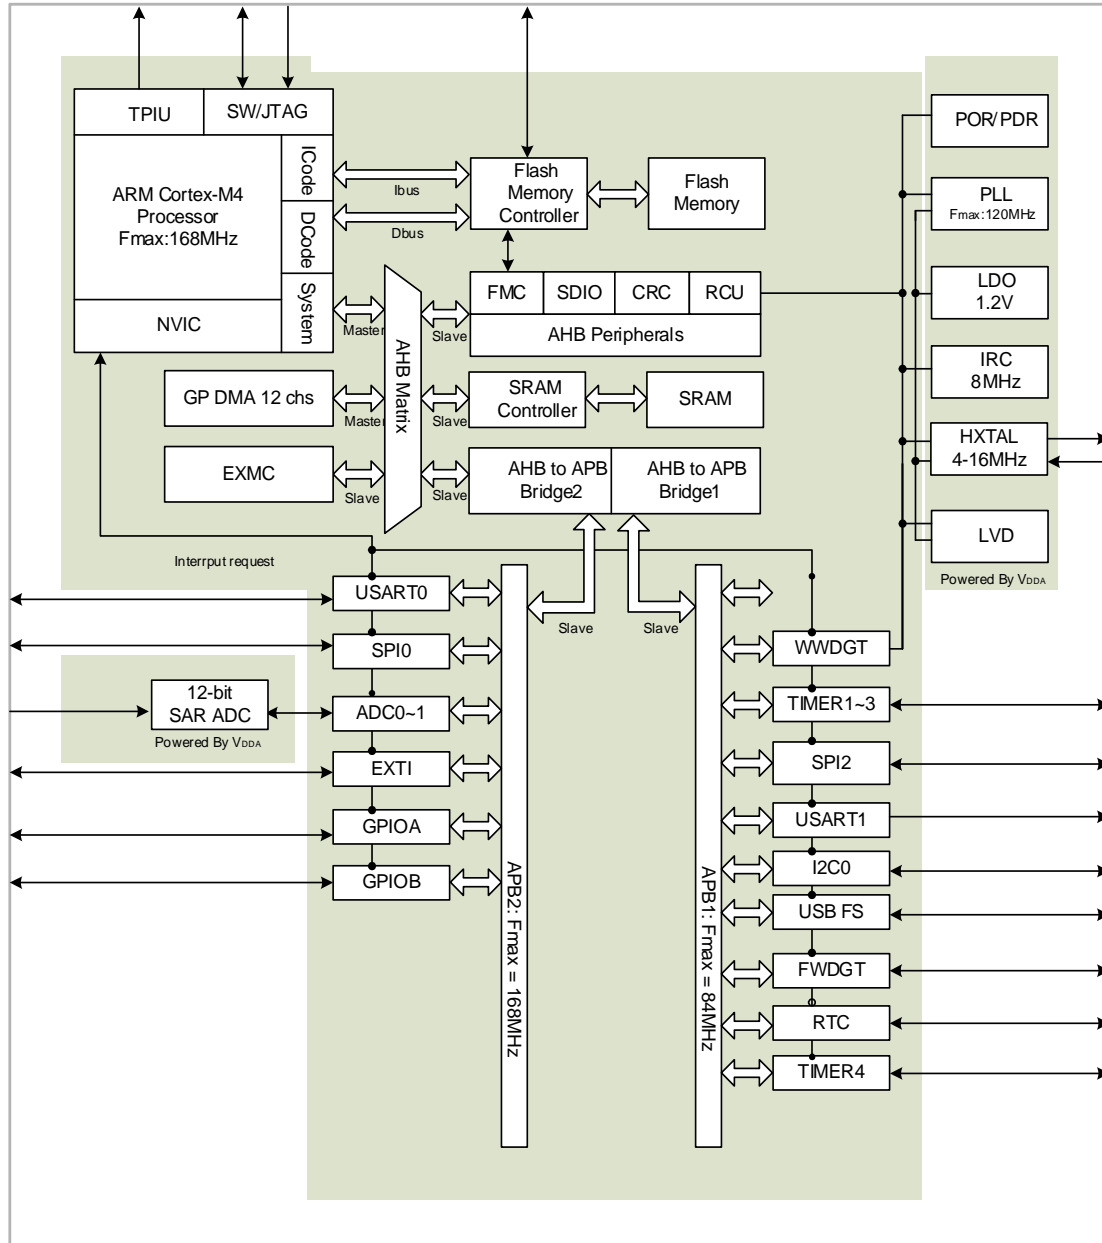 TPIU
SW/JTAG
POR/PDR
ARM Cortex-M4
Processor
Fmax:168MHz
ICode
DCode
System
NVIC
Ibus
Dbus
Flash
Memory
Controller
Flash
Memory
PLL
Fmax:120MHz
FMC
SDIO
CRC
RCU
AHB Peripherals
LDO
1.2V
Master
Slave
AHB Matrix
IRC
8MHz
GP DMA 12 chs
Master
Slave
SRAM
Controller
SRAM
HXTAL
4-16MHz
EXMC
Slave
Slave
AHB to APB
Bridge2
AHB to APB
Bridge1
LVD
Powered By VDDA
Interrput request
USART0
Slave
Slave
SPI0
WWDGT
12-bit
SAR ADC
Powered By VDDA
ADC0~1
TIMER1~3
EXTI
SPI2
GPIOA
USART1
GPIOB
I2C0
USB FS
APB2: Fmax = 168MHz
APB1: Fmax = 84MHz
FWDGT
RTC
TIMER4